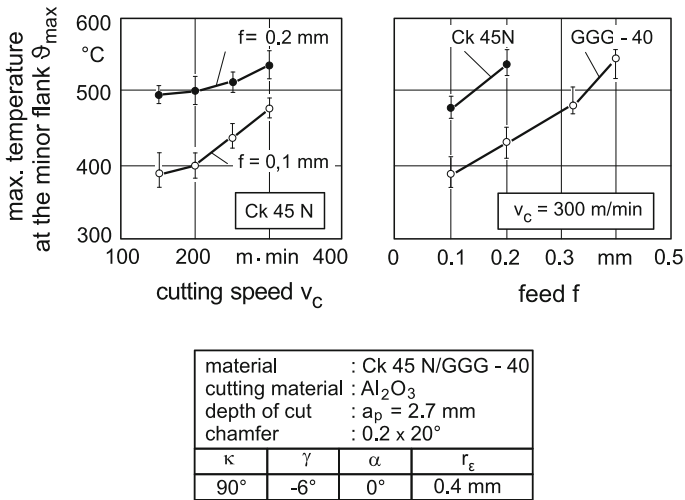 max. temperature
at the minor flank ϑmax
600
°C
500
400
300
f = 0.2 mm
f = 0,1 mm
Ck 45 N
100
200
m · min
400
cutting speed vc
Ck 45N
GGG - 40
vc = 300 m/min
0
0.1
0.2
0.3
mm
0.5
feed f
material : Ck 45 N/GGG - 40
cutting material : Al2O3
depth of cut : ap = 2.7 mm
chamfer : 0.2 x 20°
κ γ α rε
90° -6° 0° 0.4 mm